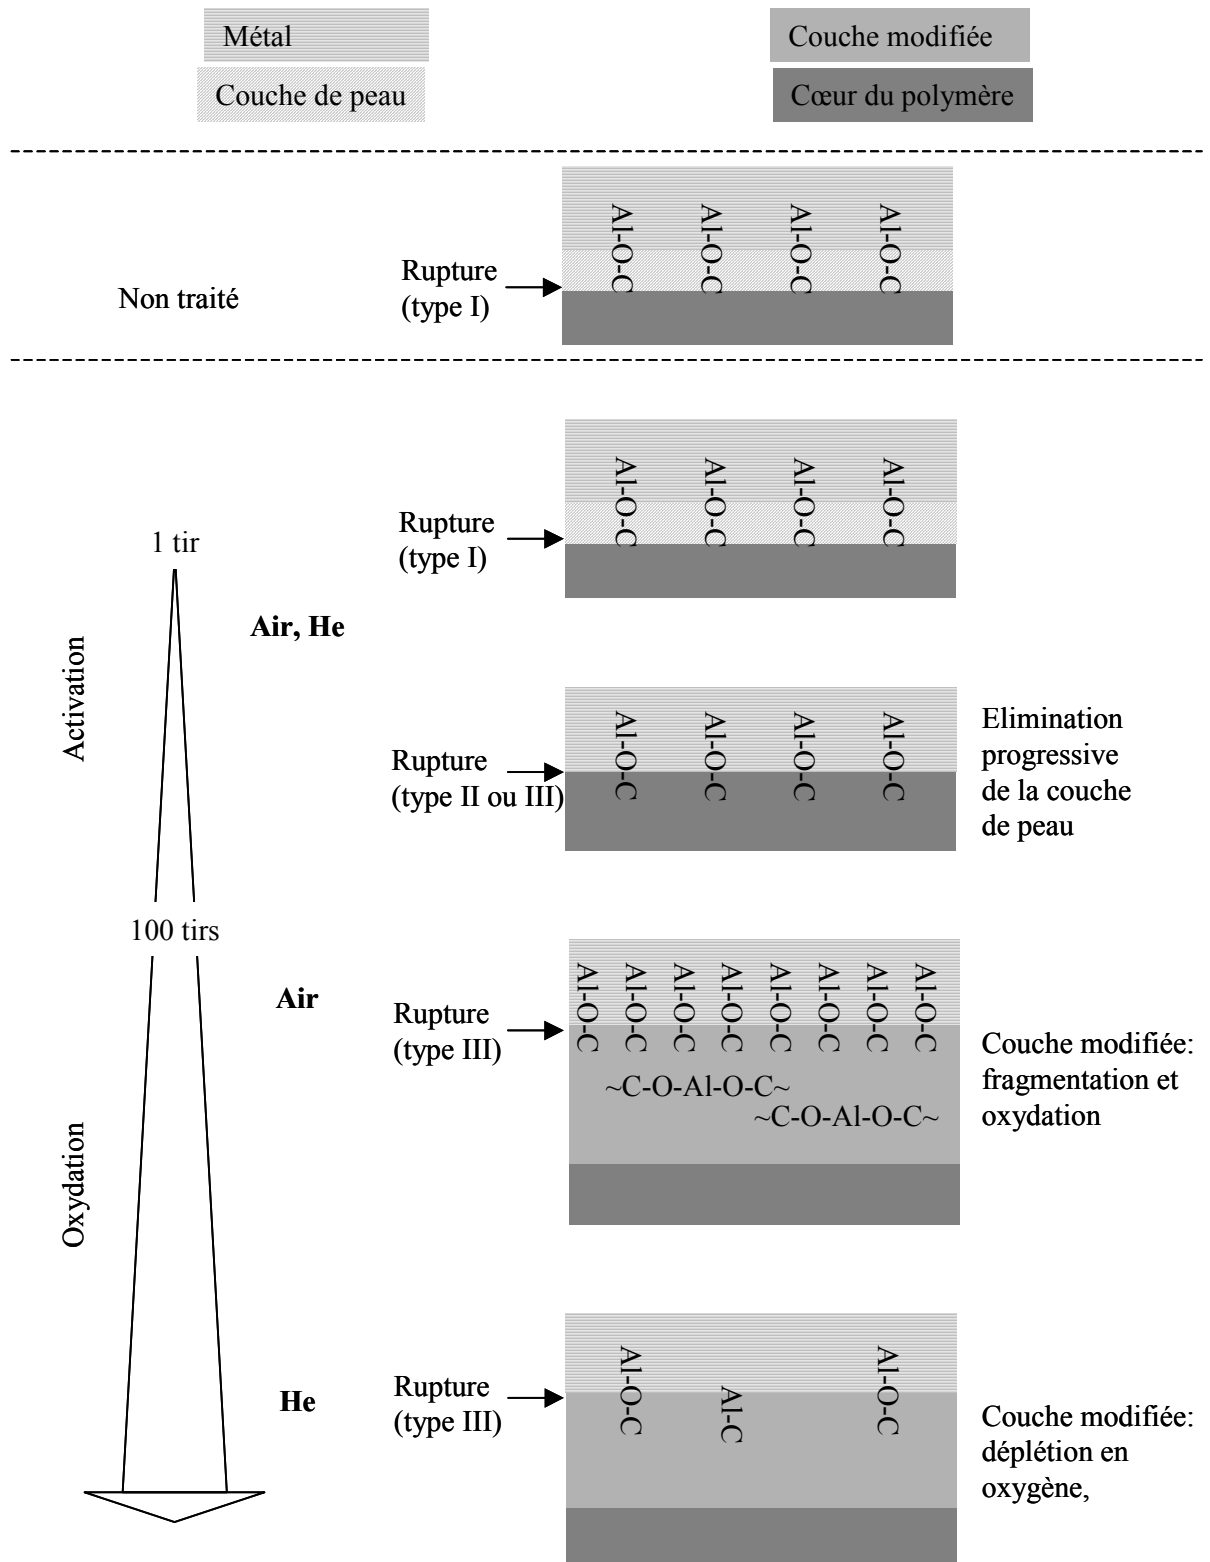 Métal
Couche modifiée
Couche de peau
Cœur du polymère
Non traité
Rupture
(type I)
Al-O-C
Al-O-C
Al-O-C
Al-O-C
1 tir
Activation
Air, He
Rupture
(type I)
Al-O-C
Al-O-C
Al-O-C
Al-O-C
Rupture
(type II ou III)
Al-O-C
Al-O-C
Al-O-C
Al-O-C
Elimination
progressive
de la couche
de peau
100 tirs
Oxydation
Air
Rupture
(type III)
Al-O-C
Al-O-C
Al-O-C
Al-O-C
Al-O-C
Al-O-C
Al-O-C
Al-O-C
~C-O-Al-O-C~
~C-O-Al-O-C~
Couche modifiée:
fragmentation et
oxydation
He
Rupture
(type III)
Al-O-C
Al-C
Al-O-C
Couche modifiée:
déplétion en
oxygène,